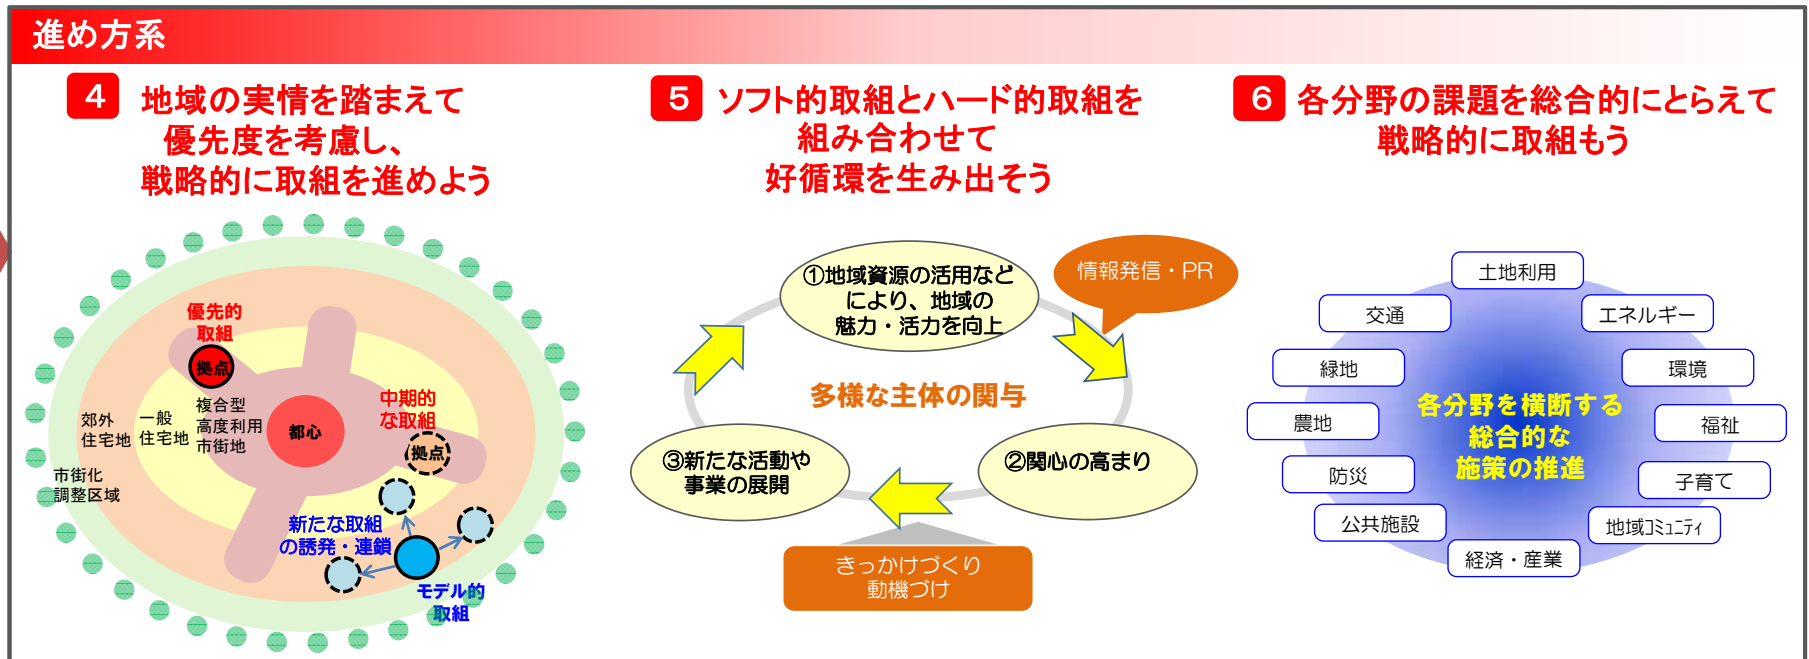 進め方系
4 地域の実情を踏まえて
優先度を考慮し、
戦略的に取組を進めよう
優先的
取組
拠点
中期的
な取組
拠点
郊外
住宅地
一般
住宅地
複合型
高度利用
市街地
都心
市街化
調整区域
新たな取組
の誘発・連鎖
モデル的
取組
5 ソフト的取組とハード的取組を
組み合わせて
好循環を生み出そう
①地域資源の活用など
により、地域の
魅力・活力を向上
情報発信・PR
多様な主体の関与
③新たな活動や
事業の展開
②関心の高まり
きっかけづくり
動機づけ
6 各分野の課題を総合的にとらえて
戦略的に取組もう
土地利用
交通
エネルギー
緑地
環境
各分野を横断する
総合的な
施策の推進
農地
福祉
防災
子育て
公共施設
地域コミュニティ
経済・産業